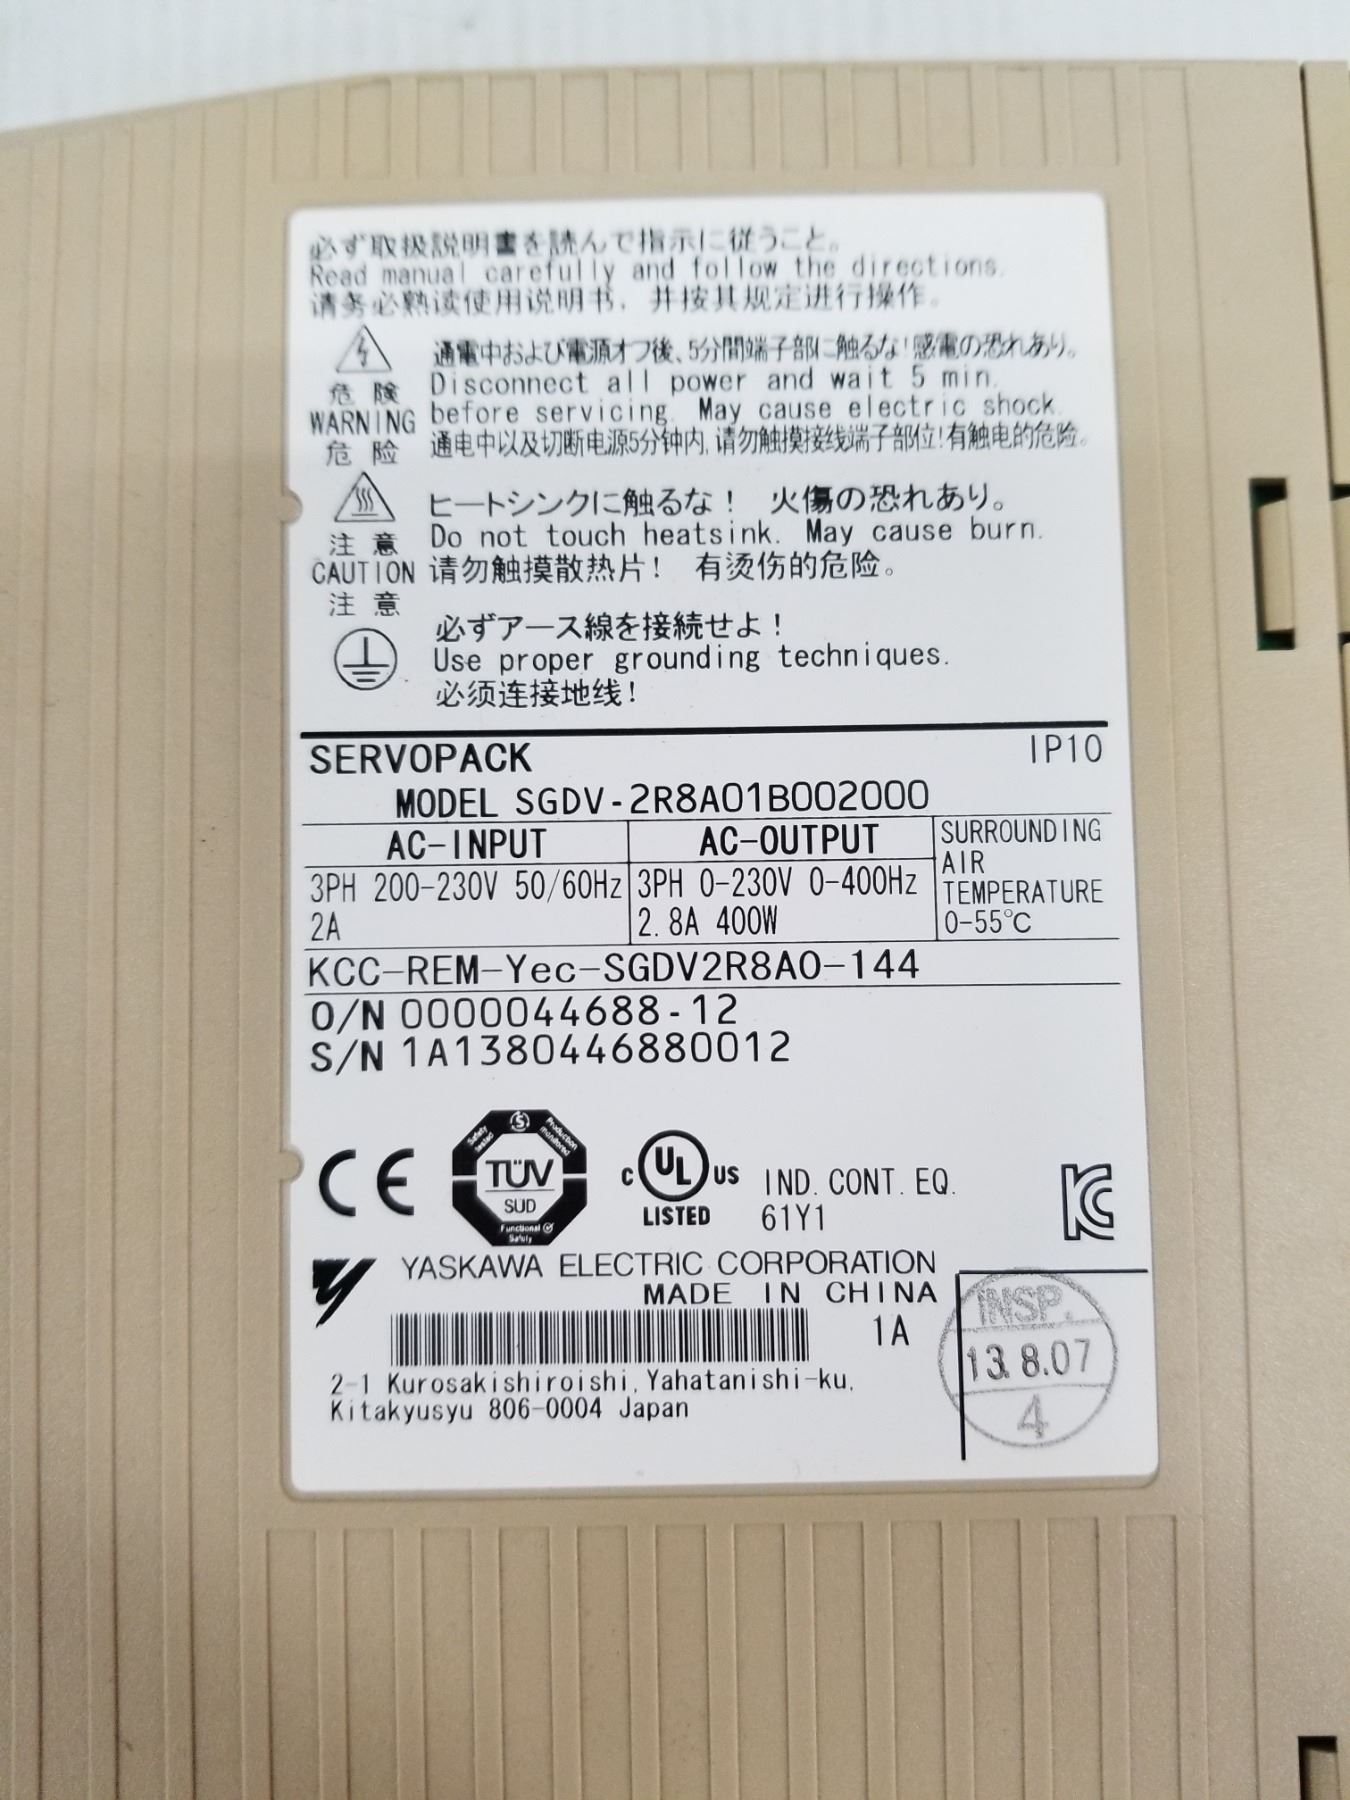 必ず取扱説明書を読んで指示に従うこと。
Read manual carefully and follow the directions.
请务必熟读使用说明书，并按其规定进行操作。
危 険
WARNING
危 险
通電中および電源オフ後、5分間端子部に触るな！感電の恐れあり。
Disconnect all power and wait 5 min.
before servicing. May cause electric shock.
通电中以及切断电源5分钟内，请勿触摸接线端子部位！有触电的危险。
注 意
CAUTION
注 意
ヒートシンクに触るな！ 火傷の恐れあり。
Do not touch heatsink. May cause burn.
请勿触摸散热片！ 有烫伤的危险。
必ずアース線を接続せよ！
Use proper grounding techniques.
必须连接地线！
SERVOPACK IP10
MODEL SGDV-2R8A01B002000
AC-INPUT
3PH 200-230V 50/60Hz
2A
AC-OUTPUT
3PH 0-230V 0-400Hz
2.8A 400W
SURROUNDING
AIR
TEMPERATURE
0-55℃
KCC-REM-Yec-SGDV2R8A0-144
O/N 0000044688-12
S/N 1A1380446880012
CE
Safety tested
S
Production monitored
TÜV
SÜD
Functional
Safety
C UL US
LISTED
IND. CONT. EQ.
61Y1
KC
YASKAWA ELECTRIC CORPORATION
MADE IN CHINA
1A
2-1 Kurosakishiroishi, Yahatanishi-ku,
Kitakyusyu 806-0004 Japan
INSP.
13.8.07
4